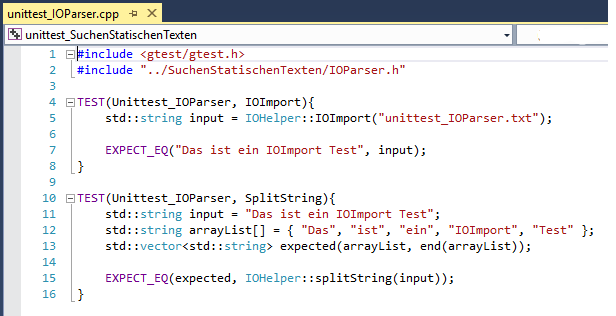 unittest_IOParser.cpp
unittest_SuchenStatischenTexten
1 #include <gtest/gtest.h>
2 #include "../SuchenStatischenTexten/IOParser.h"
3
4 TEST(Unittest_IOParser, IOImport){
5 std::string input = IOHelper::IOImport("unittest_IOParser.txt");
6
7 EXPECT_EQ("Das ist ein IOImport Test", input);
8 }
9
10 TEST(Unittest_IOParser, SplitString){
11 std::string input = "Das ist ein IOImport Test";
12 std::string arrayList[] = { "Das", "ist", "ein", "IOImport", "Test" };
13 std::vector<std::string> expected(arrayList, end(arrayList));
14
15 EXPECT_EQ(expected, IOHelper::splitString(input));
16 }